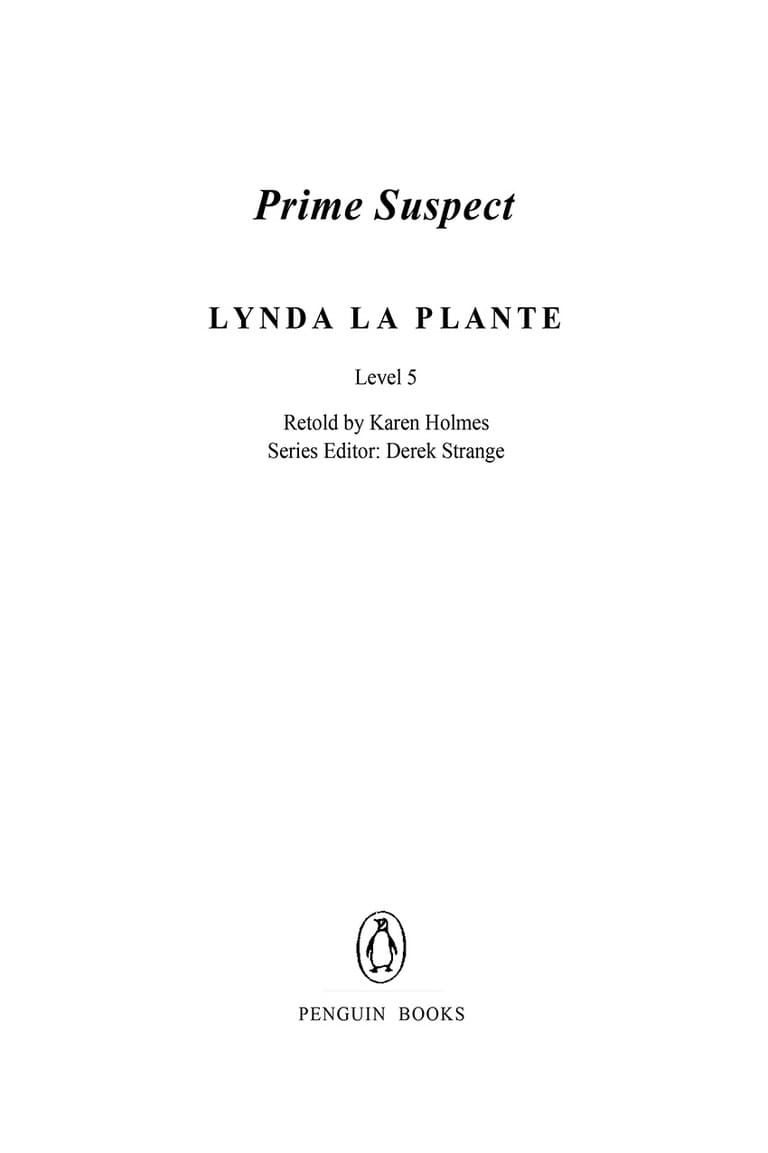 Prime Suspect
LYNDA LA PLANTE
Level 5
Retold by Karen Holmes
Series Editor: Derek Strange
PENGUIN BOOKS